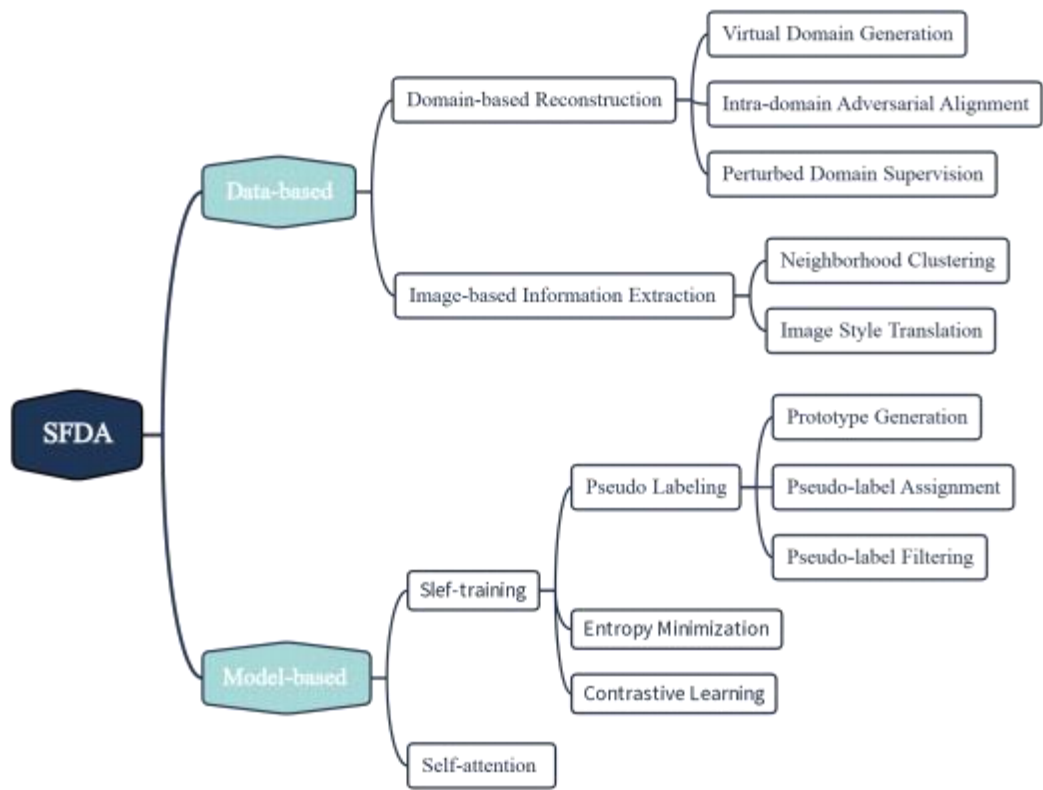 SFDA
Data-based
Domain-based Reconstruction
Virtual Domain Generation
Intra-domain Adversarial Alignment
Perturbed Domain Supervision
Image-based Information Extraction
Neighborhood Clustering
Image Style Translation
Model-based
Slef-training
Pseudo Labeling
Prototype Generation
Pseudo-label Assignment
Pseudo-label Filtering
Entropy Minimization
Contrastive Learning
Self-attention